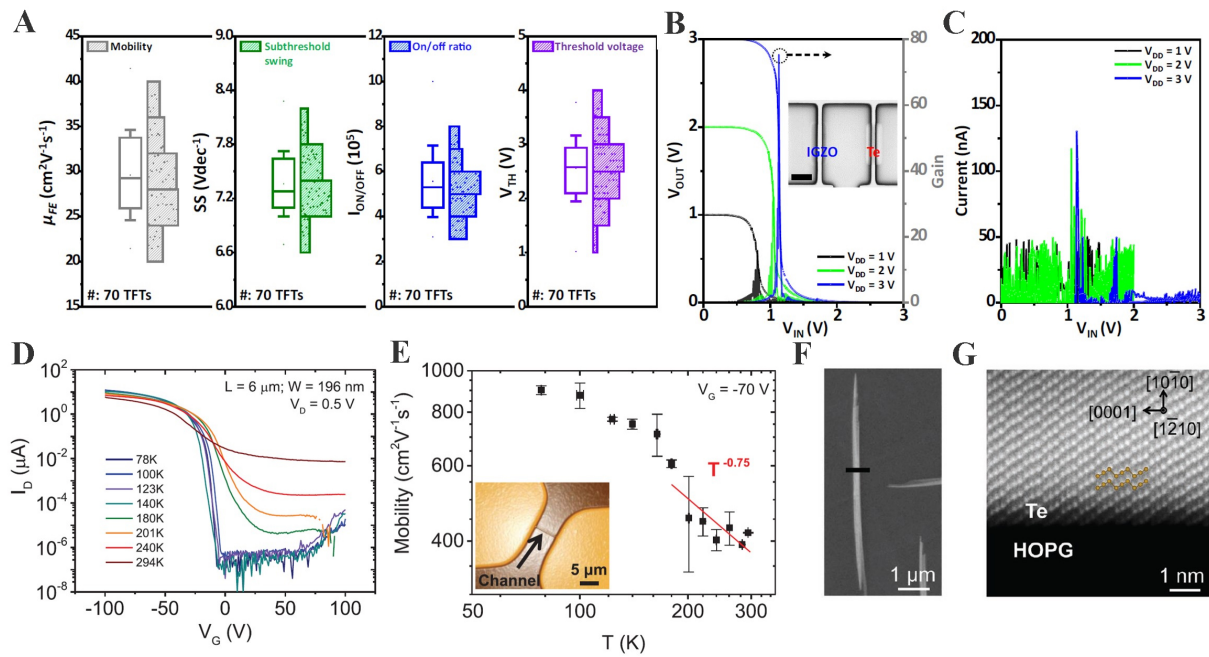 A
45
40
35
30
25
20
15
μFE (cm²V⁻¹s⁻¹)
Mobility
#: 70 TFTs
9.0
8.4
7.8
7.2
6.6
6.0
SS (Vdec⁻¹)
Subthreshold
swing
#: 70 TFTs
12
10
8
6
4
2
0
ION/OFF (10⁵)
On/off ratio
#: 70 TFTs
5
4
3
2
1
0
VTH (V)
Threshold voltage
#: 70 TFTs
B
3
2
1
0
VOUT (V)
80
60
40
20
0
Gain
IGZO
Te
VDD = 1 V
VDD = 2 V
VDD = 3 V
0
1
2
3
VIN (V)
C
250
200
150
100
50
0
Current (nA)
VDD = 1 V
VDD = 2 V
VDD = 3 V
0
1
2
3
VIN (V)
D
10²
10⁰
10⁻²
10⁻⁴
10⁻⁶
10⁻⁸
ID (μA)
L = 6 μm; W = 196 nm
VD = 0.5 V
78K
100K
123K
140K
180K
201K
240K
294K
-100
-50
0
50
100
VG (V)
E
1000
800
600
400
Mobility (cm²V⁻¹s⁻¹)
VG = -70 V
T⁻⁰·⁷⁵
Channel
5 μm
50
100
200
300
T (K)
F
1 μm
G
[101̄0]
[0001]
[12̄10]
Te
HOPG
1 nm